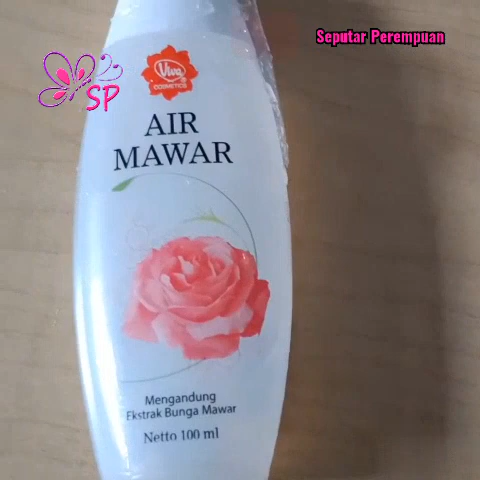 Seputar Perempuan
SP
Viva
COSMETICS
AIR
MAWAR
Mengandung
Ekstrak Bunga Mawar
Netto 100 ml